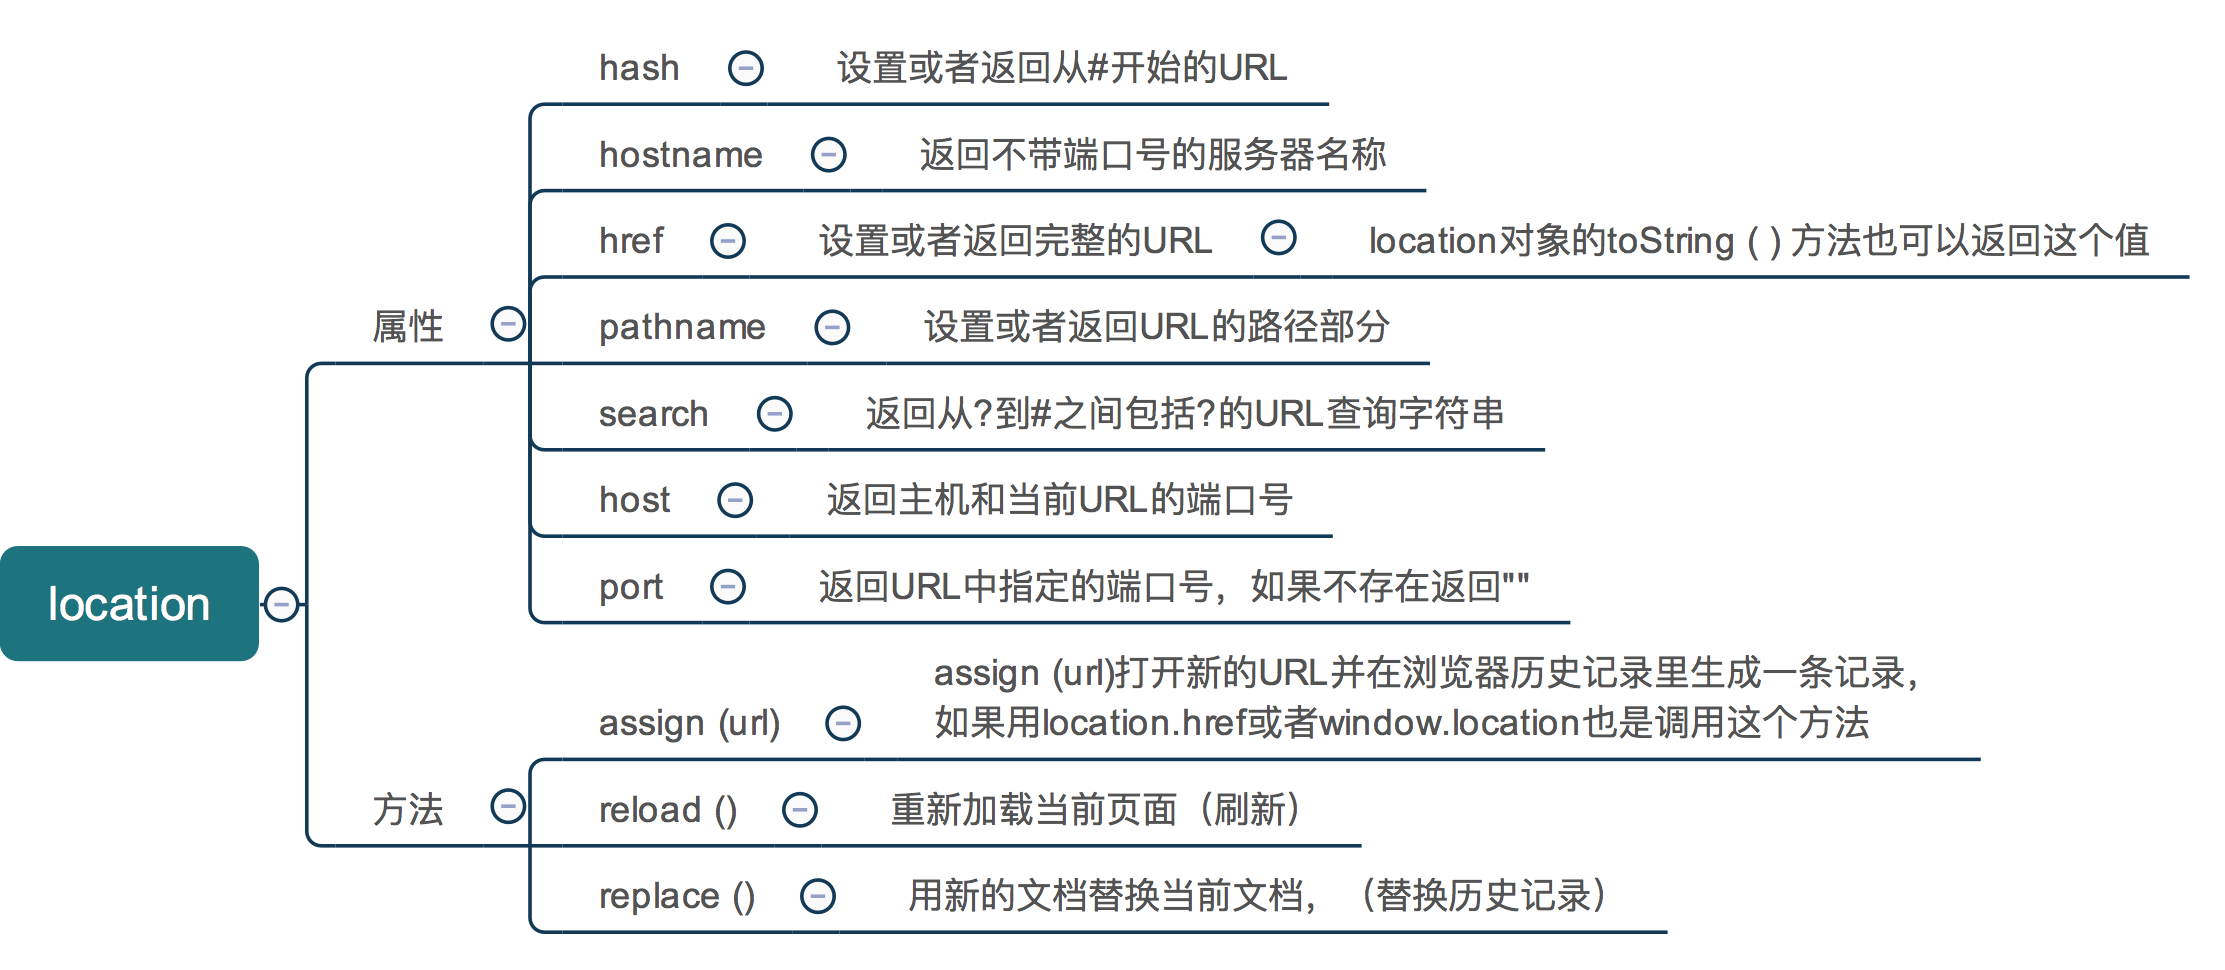 hash 设置或者返回从#开始的URL
hostname 返回不带端口号的服务器名称
href 设置或者返回完整的URL location对象的toString ( ) 方法也可以返回这个值
属性
pathname 设置或者返回URL的路径部分
search 返回从?到#之间包括?的URL查询字符串
host 返回主机和当前URL的端口号
location
port 返回URL中指定的端口号，如果不存在返回""
assign (url)打开新的URL并在浏览器历史记录里生成一条记录，
assign (url) 如果用location.href或者window.location也是调用这个方法
方法
reload () 重新加载当前页面（刷新）
replace () 用新的文档替换当前文档，（替换历史记录）